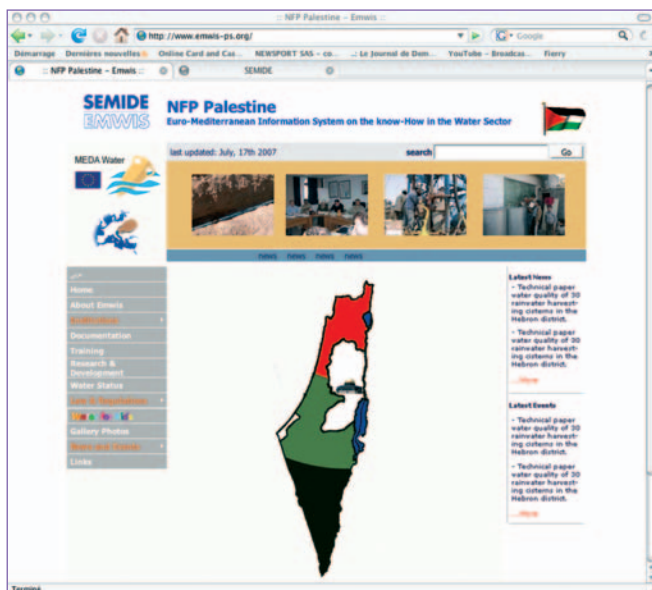 :: NFP Palestine – Emwis ::
http://www.emwis-ps.org/
Google
Démarrage Dernières nouvelles Online Card and Cas... NEWSPORT SAS – co... ...: Le Journal de Dem... YouTube – Broadcas... Fierry
:: NFP Palestine – Emwis ::
SEMIDE
SEMIDE
EMWIS
NFP Palestine
Euro-Mediterranean Information System on the know-How in the Water Sector
MEDA Water
last updated: July, 17th 2007
search
Go
news news news news
Home
About Emwis
Documentation
Training
Research &
Development
Water Status
Gallery Photos
Links
Latest News
- Technical paper
water quality of 30
rainwater harvest-
ing cisterns in the
Hebron district.
- Technical paper
water quality of 30
rainwater harvest-
ing cisterns in the
Hebron district.
...More
Latest Events
- Technical paper
water quality of 30
rainwater harvest-
ing cisterns in the
Hebron district.
- Technical paper
water quality of 30
rainwater harvest-
ing cisterns in the
Hebron district.
...More
Terminé